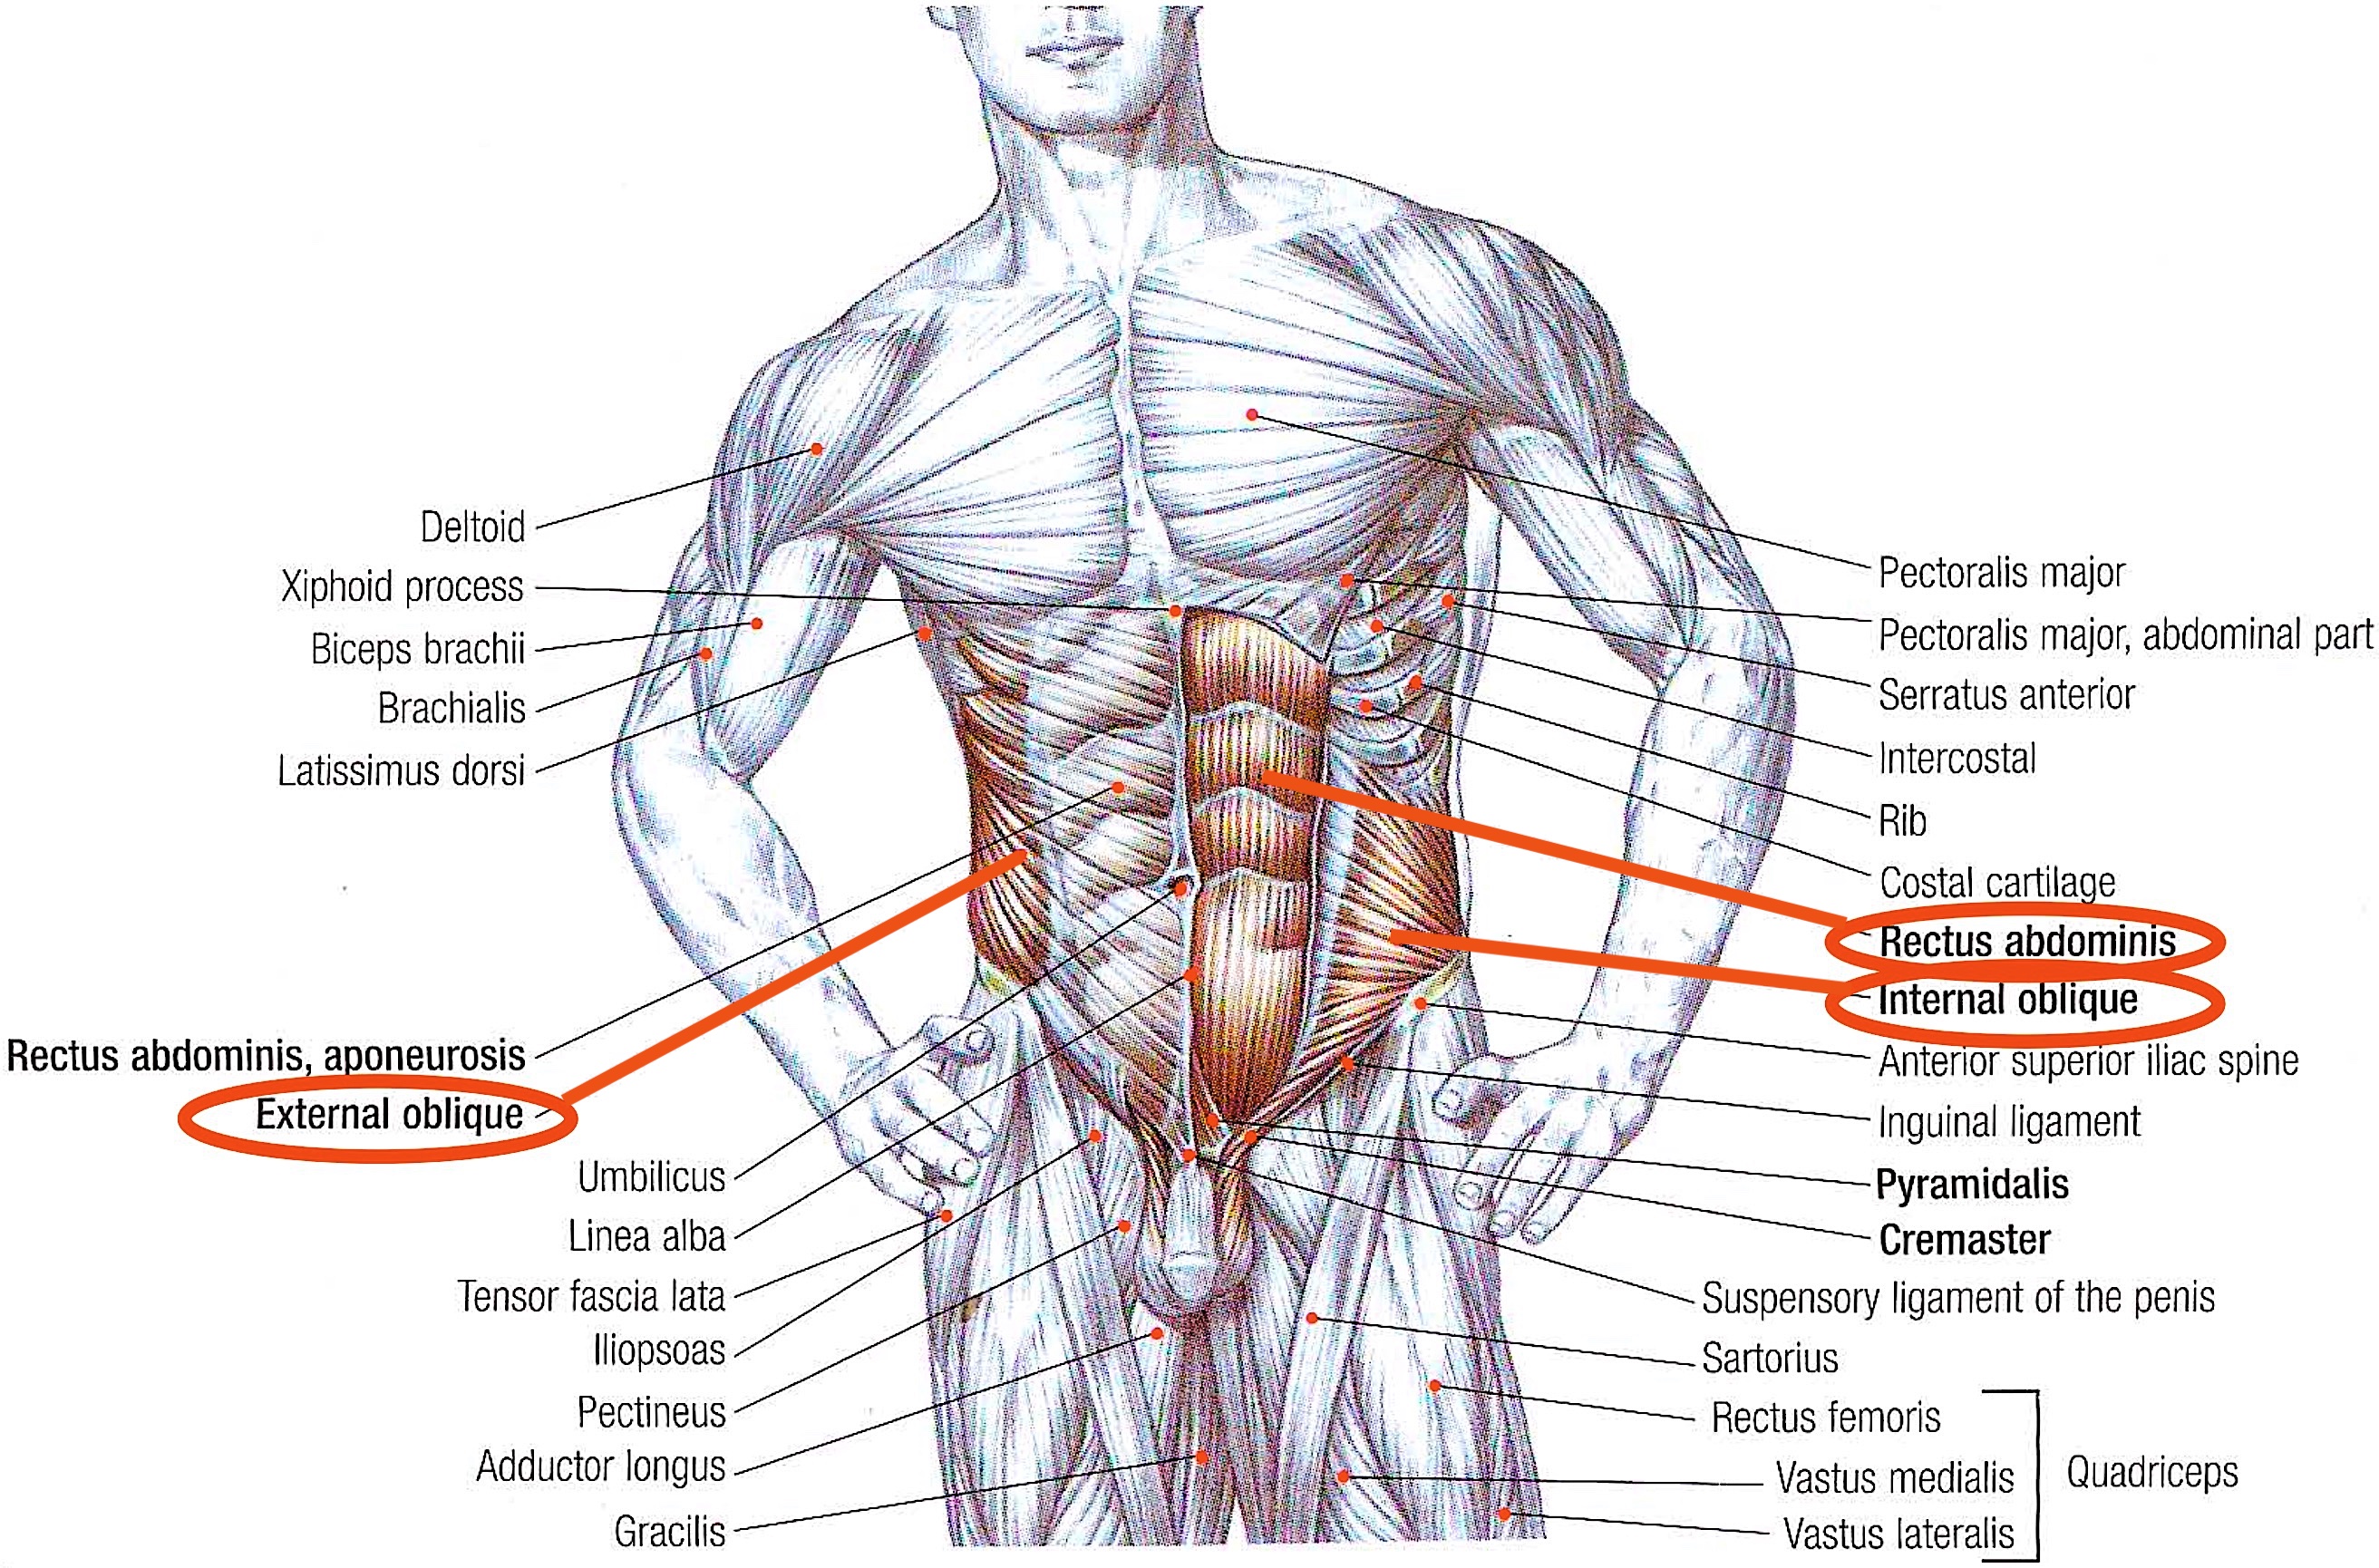 Deltoid
Xiphoid process
Biceps brachii
Brachialis
Latissimus dorsi
Rectus abdominis, aponeurosis
External oblique
Umbilicus
Linea alba
Tensor fascia lata
Iliopsoas
Pectineus
Adductor longus
Gracilis
Pectoralis major
Pectoralis major, abdominal part
Serratus anterior
Intercostal
Rib
Costal cartilage
Rectus abdominis
Internal oblique
Anterior superior iliac spine
Inguinal ligament
Pyramidalis
Cremaster
Suspensory ligament of the penis
Sartorius
Rectus femoris
Vastus medialis
Vastus lateralis
Quadriceps